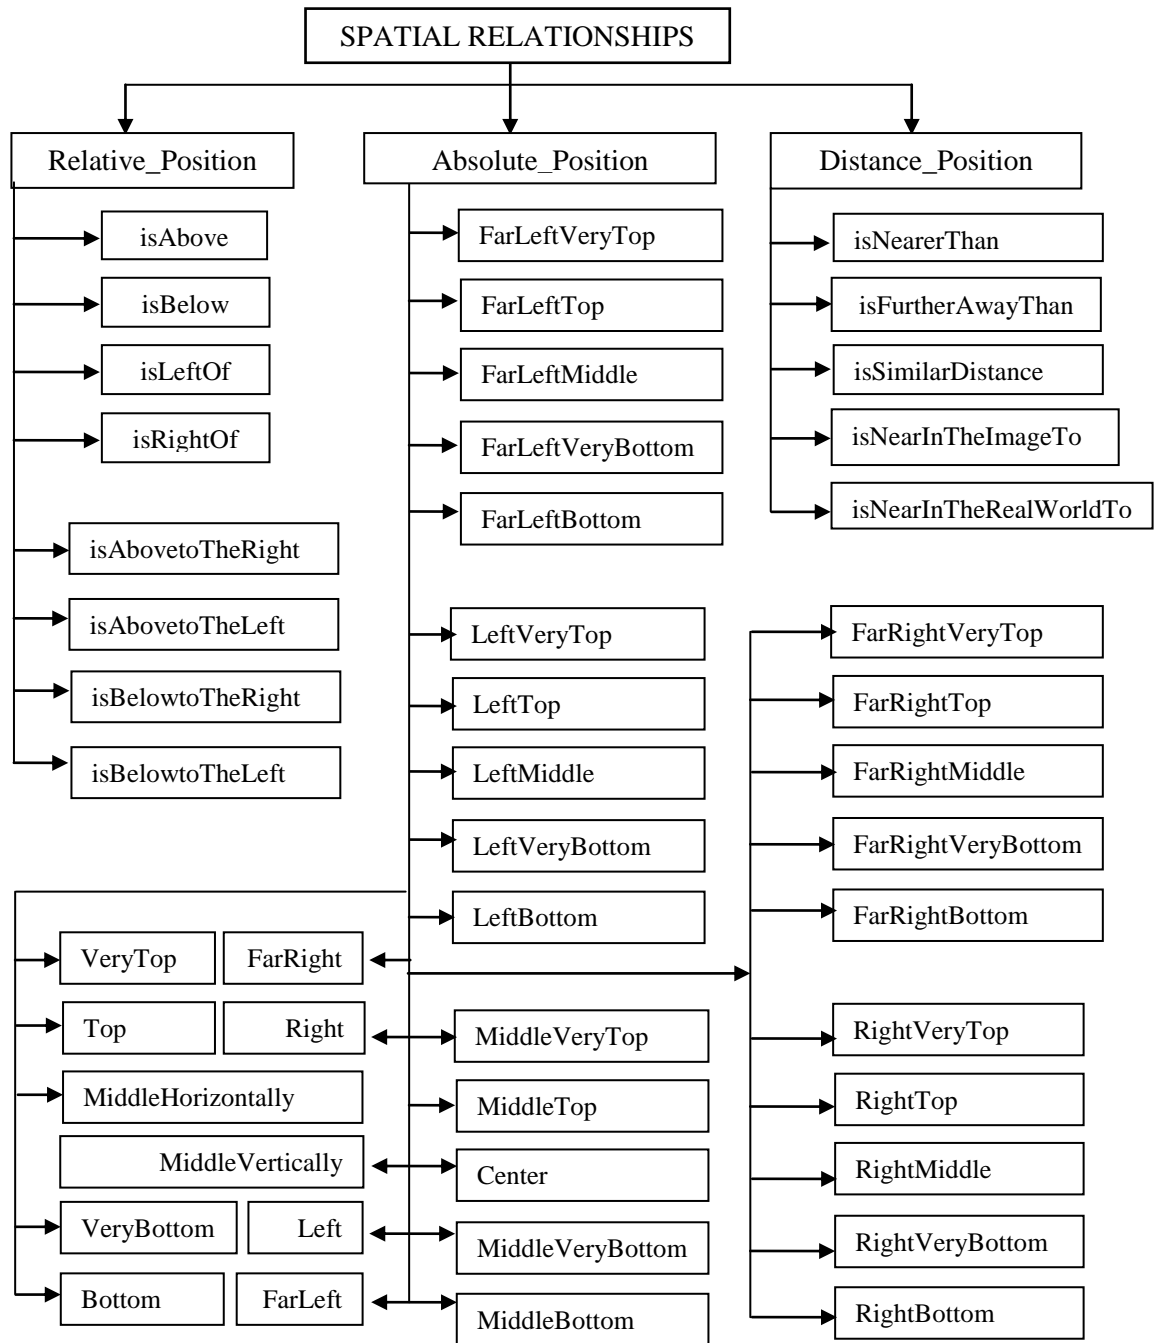 SPATIAL RELATIONSHIPS
Relative_Position
Absolute_Position
Distance_Position
isAbove
isBelow
isLeftOf
isRightOf
isAbovetoTheRight
isAbovetoTheLeft
isBelowtoTheRight
isBelowtoTheLeft
FarLeftVeryTop
FarLeftTop
FarLeftMiddle
FarLeftVeryBottom
FarLeftBottom
LeftVeryTop
LeftTop
LeftMiddle
LeftVeryBottom
LeftBottom
isNearerThan
isFurtherAwayThan
isSimilarDistance
isNearInTheImageTo
isNearInTheRealWorldTo
FarRightVeryTop
FarRightTop
FarRightMiddle
FarRightVeryBottom
FarRightBottom
VeryTop
FarRight
Top
Right
MiddleHorizontally
MiddleVertically
VeryBottom
Left
Bottom
FarLeft
MiddleVeryTop
MiddleTop
Center
MiddleVeryBottom
MiddleBottom
RightVeryTop
RightTop
RightMiddle
RightVeryBottom
RightBottom